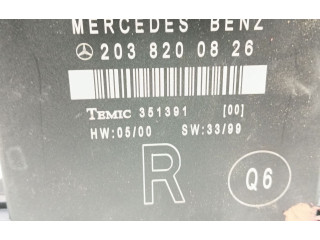 MERCEDES BENZ
203 820 08 26
TEMIC 351391 [00]
HW:05/00 SW:33/99
R
Q6